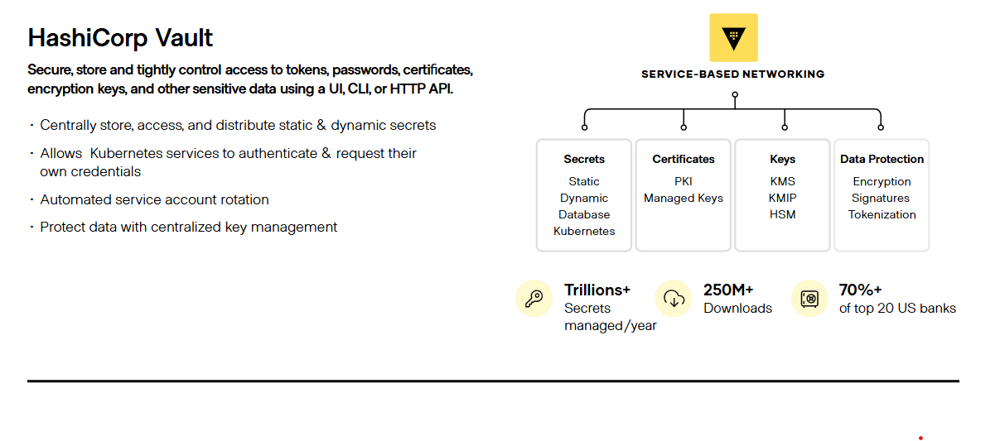 HashiCorp Vault
Secure, store and tightly control access to tokens, passwords, certificates,
encryption keys, and other sensitive data using a UI, CLI, or HTTP API.
· Centrally store, access, and distribute static & dynamic secrets
· Allows  Kubernetes services to authenticate & request their
own credentials
· Automated service account rotation
· Protect data with centralized key management
SERVICE-BASED NETWORKING
Secrets
Static
Dynamic
Database
Kubernetes
Certificates
PKI
Managed Keys
Keys
KMS
KMIP
HSM
Data Protection
Encryption
Signatures
Tokenization
Trillions+
Secrets
managed/year
250M+
Downloads
70%+
of top 20 US banks